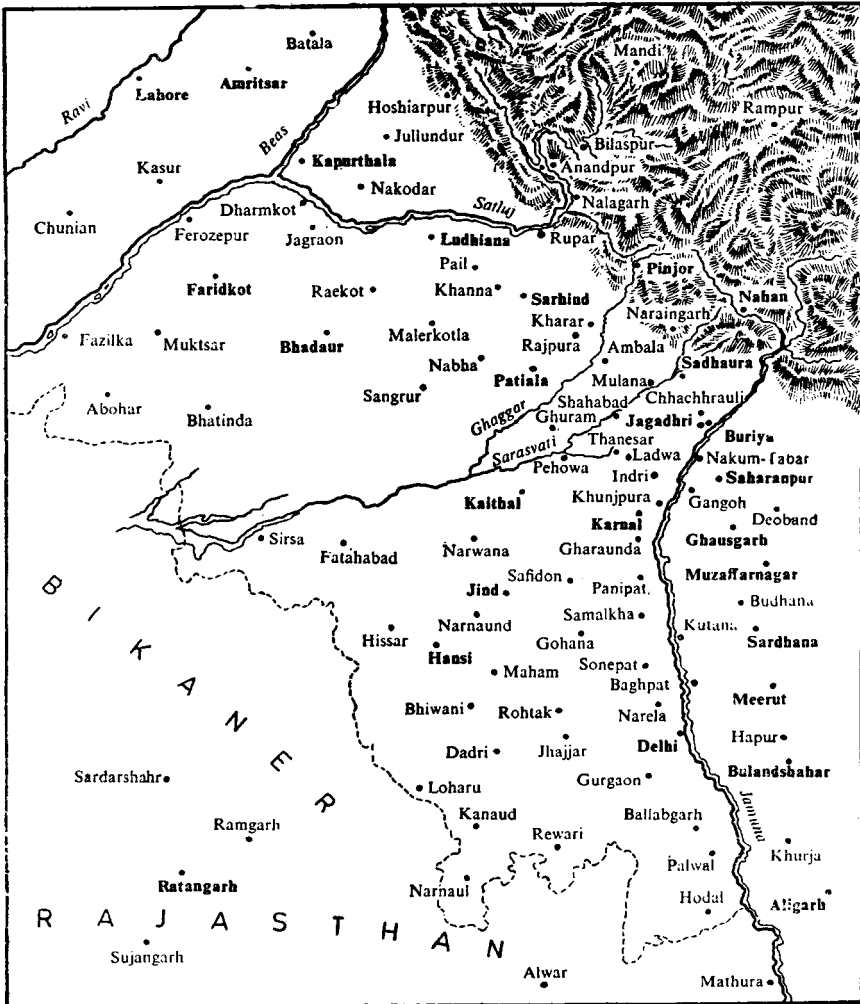 Batala
Mandi
Amritsar
Lahore
Rampur
Hoshiarpur
Ravi
Jullundur
Beas
Bilaspur
Kapurthala
Anandpur
Kasur
Nakodar
Satluj
Nalagarh
Dharmkot
Chunian
Ferozepur
Jagraon
Ludhiana
Rupar
Pail
Pinjor
Faridkot
Raekot
Khanna
Sarhind
Nahan
Kharar
Naraingarh
Fazilka
Muktsar
Bhadaur
Malerkotla
Rajpura
Ambala
Nabha
Sadhaura
Patiala
Mulana
Sangrur
Chhachhrauli
Abohar
Bhatinda
Ghaggar
Shahabad
Ghuram
Jagadhri
Buriya
Sarasvati
Thanesar
Ladwa
Nakum-Tabar
Pehowa
Indri
Saharanpur
Kaithal
Khunjpura
Gangoh
Karnal
Deoband
Sirsa
Fatahabad
Narwana
Gharaunda
Ghausgarh
Safidon
Panipat
Muzaffarnagar
Jind
Budhana
Narnaund
Samalkha
Hissar
Gohana
Kutana
Sardhana
Hansi
Maham
Sonepat
Baghpat
Meerut
Bhiwani
Rohtak
Narela
Dadri
Jhajjar
Delhi
Hapur
BIKANER
Sardarshahr
Loharu
Gurgaon
Bulandshahar
Jamuna
Ramgarh
Kanaud
Ballabgarh
Rewari
Khurja
Palwal
Ratangarh
Narnaul
Hodal
Aligarh
RAJASTHAN
Sujangarh
Alwar
Mathura